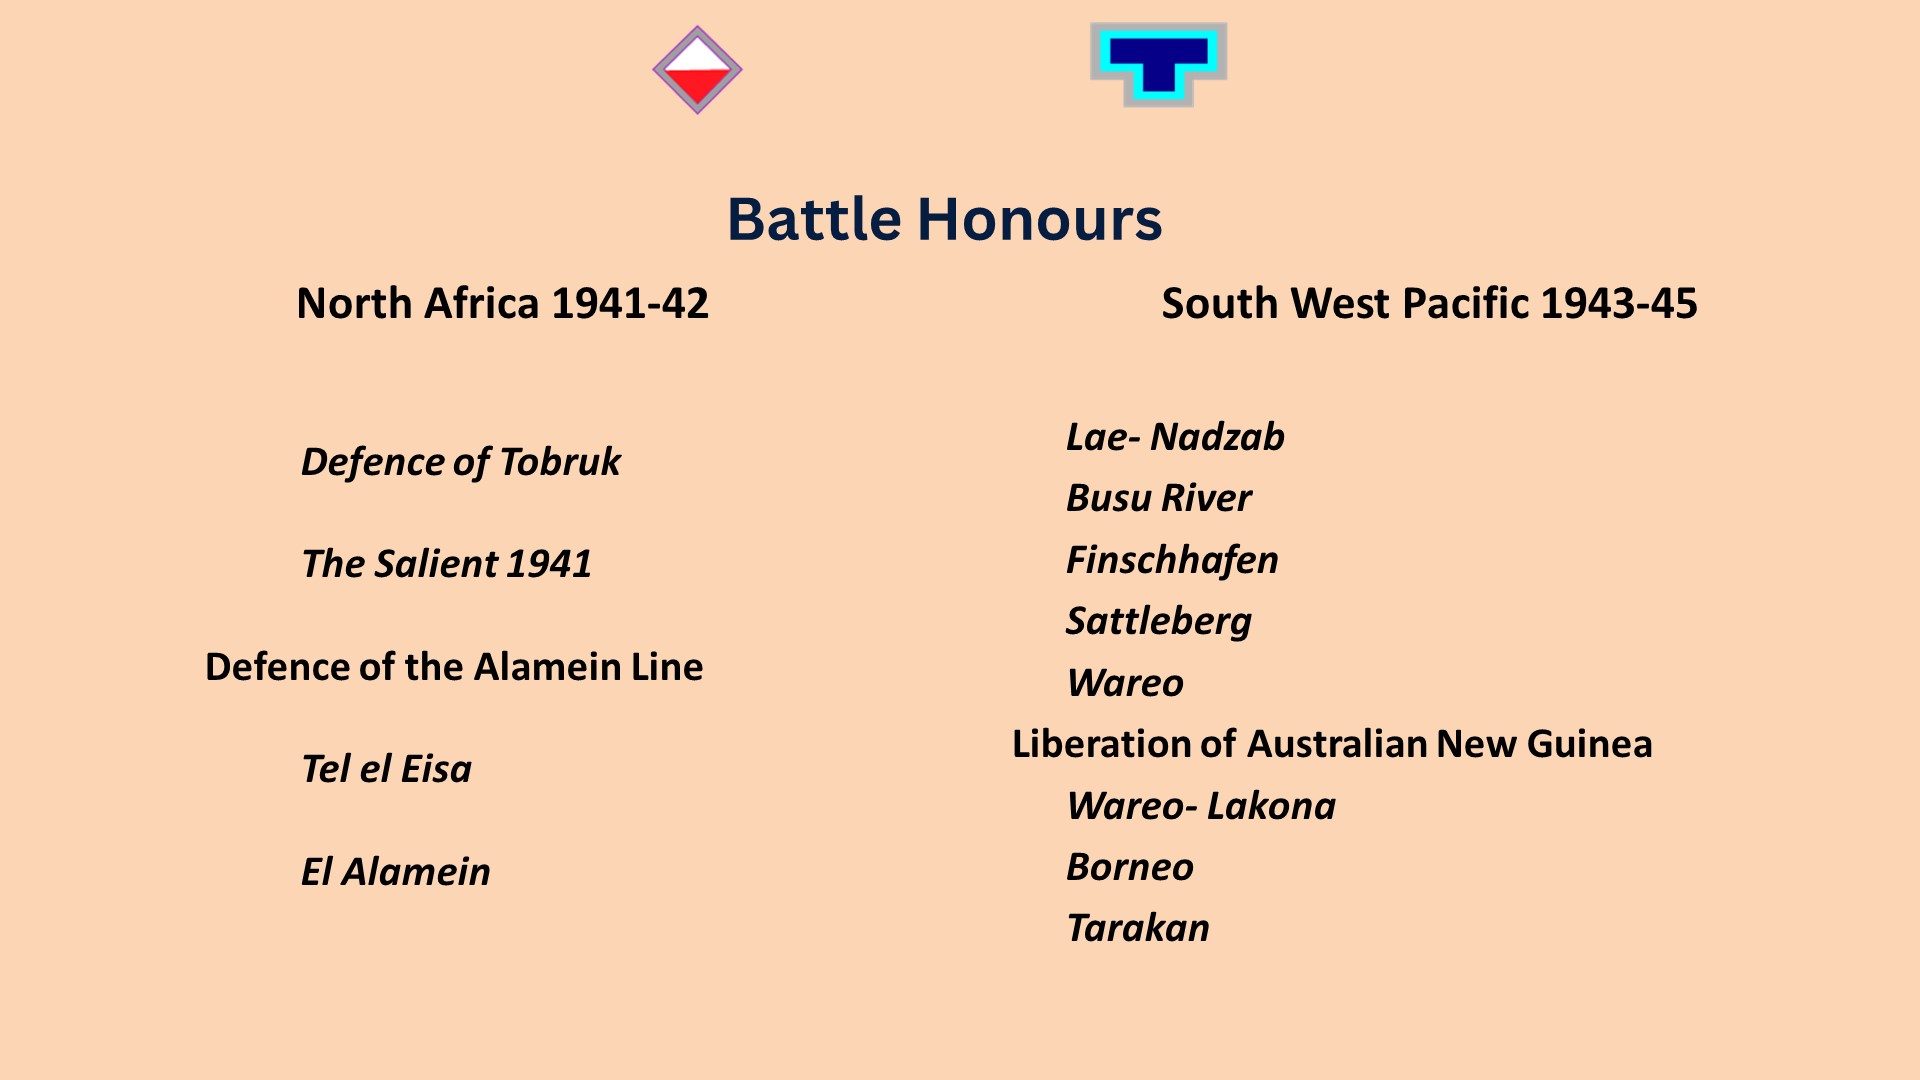 Battle Honours
North Africa 1941-42
Defence of Tobruk
The Salient 1941
Defence of the Alamein Line
Tel el Eisa
El Alamein
South West Pacific 1943-45
Lae- Nadzab
Busu River
Finschhafen
Sattleberg
Wareo
Liberation of Australian New Guinea
Wareo- Lakona
Borneo
Tarakan